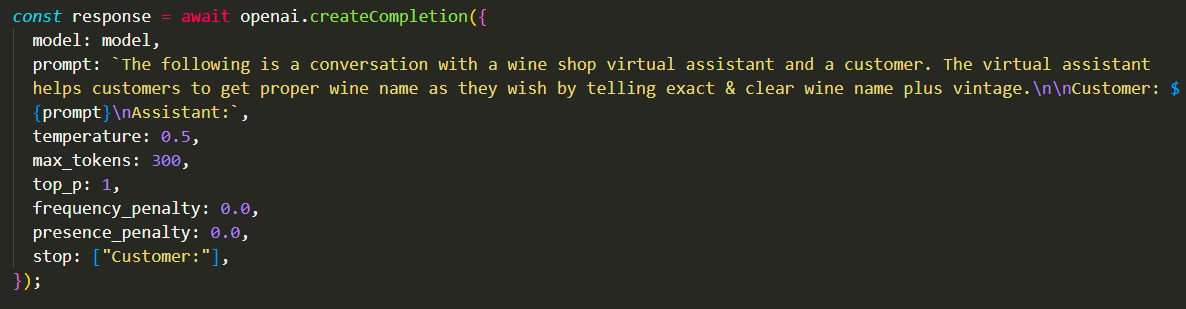 const response = await openai.createCompletion({
model: model,
prompt: `The following is a conversation with a wine shop virtual assistant and a customer. The virtual assistant
helps customers to get proper wine name as they wish by telling exact & clear wine name plus vintage.\n\nCustomer: $
{prompt}\nAssistant:`,
temperature: 0.5,
max_tokens: 300,
top_p: 1,
frequency_penalty: 0.0,
presence_penalty: 0.0,
stop: ["Customer:"],
});